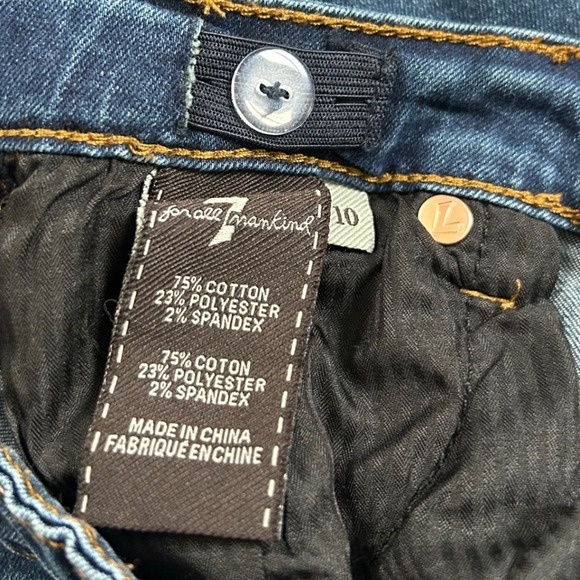 for all 7 mankind
10
L
75% COTTON
23% POLYESTER
2% SPANDEX
75% COTON
23% POLYESTER
2% SPANDEX
MADE IN CHINA
FABRIQUÉ EN CHINE